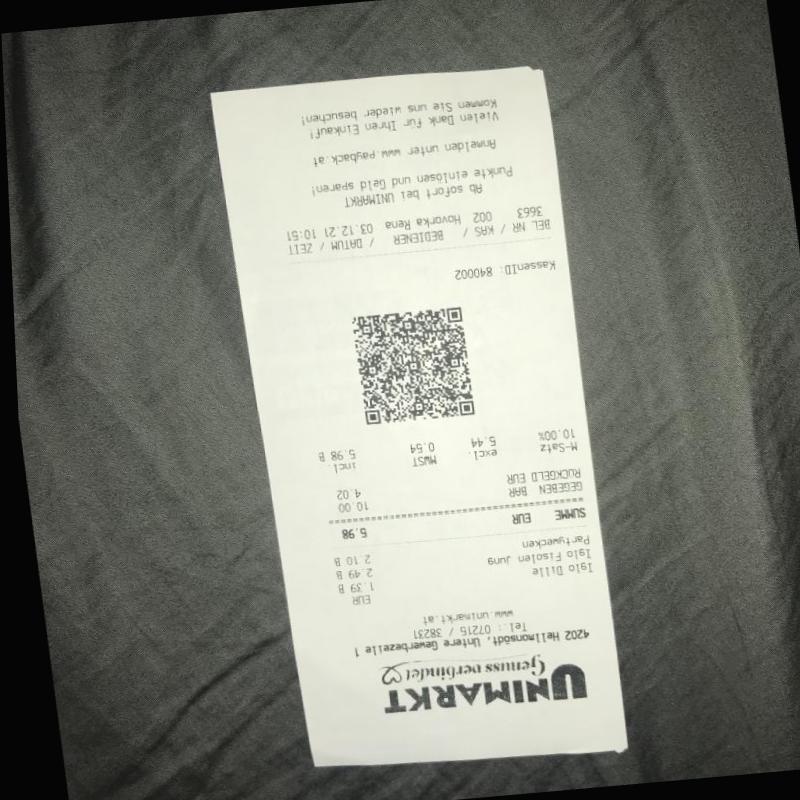 UNIMARKT
Genuss verbindet
4202 Hellmonsödt, Untere Gewerbezeile 1
Tel.: 07215 / 38231
www.unimarkt.at
EUR
Iglo Dille 1.39 B
Iglo Fisolen Jung 2.49 B
Partywecken 2.10 B
SUMME EUR 5.98
GEGEBEN BAR 10.00
RÜCKGELD EUR 4.02
M-Satz excl. MWST incl.
10.00% 5.44 0.54 5.98 B
KassenID: 840002
BEL NR / KAS / BEDIENER / DATUM / ZEIT
3663 002 Hovorka Rena 03.12.21 10:51
Ab sofort bei UNIMARKT
Punkte einlösen und Geld sparen!
Anmelden unter www.payback.at
Vielen Dank für Ihren Einkauf!
Kommen Sie uns wieder besuchen!